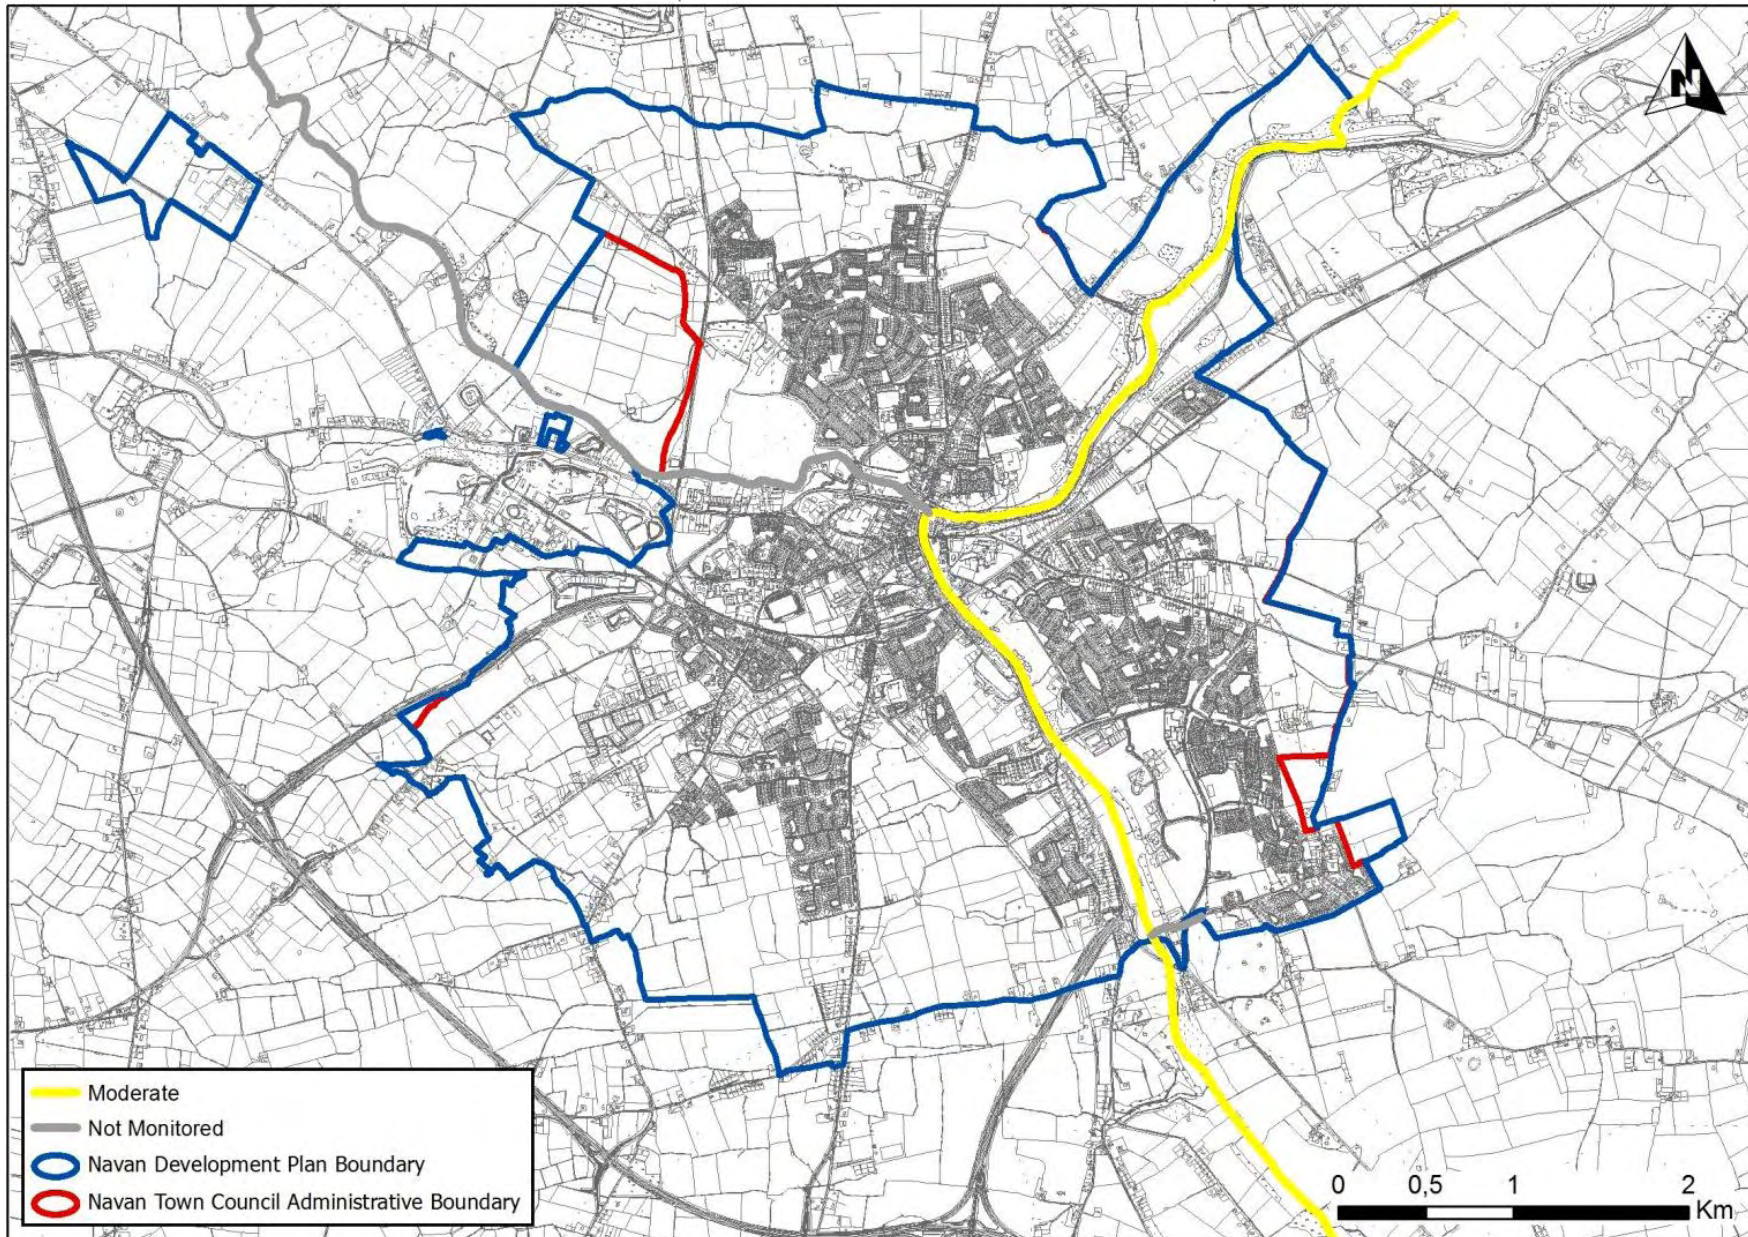 N
Moderate
Not Monitored
Navan Development Plan Boundary
Navan Town Council Administrative Boundary
0 0,5 1 2
Km